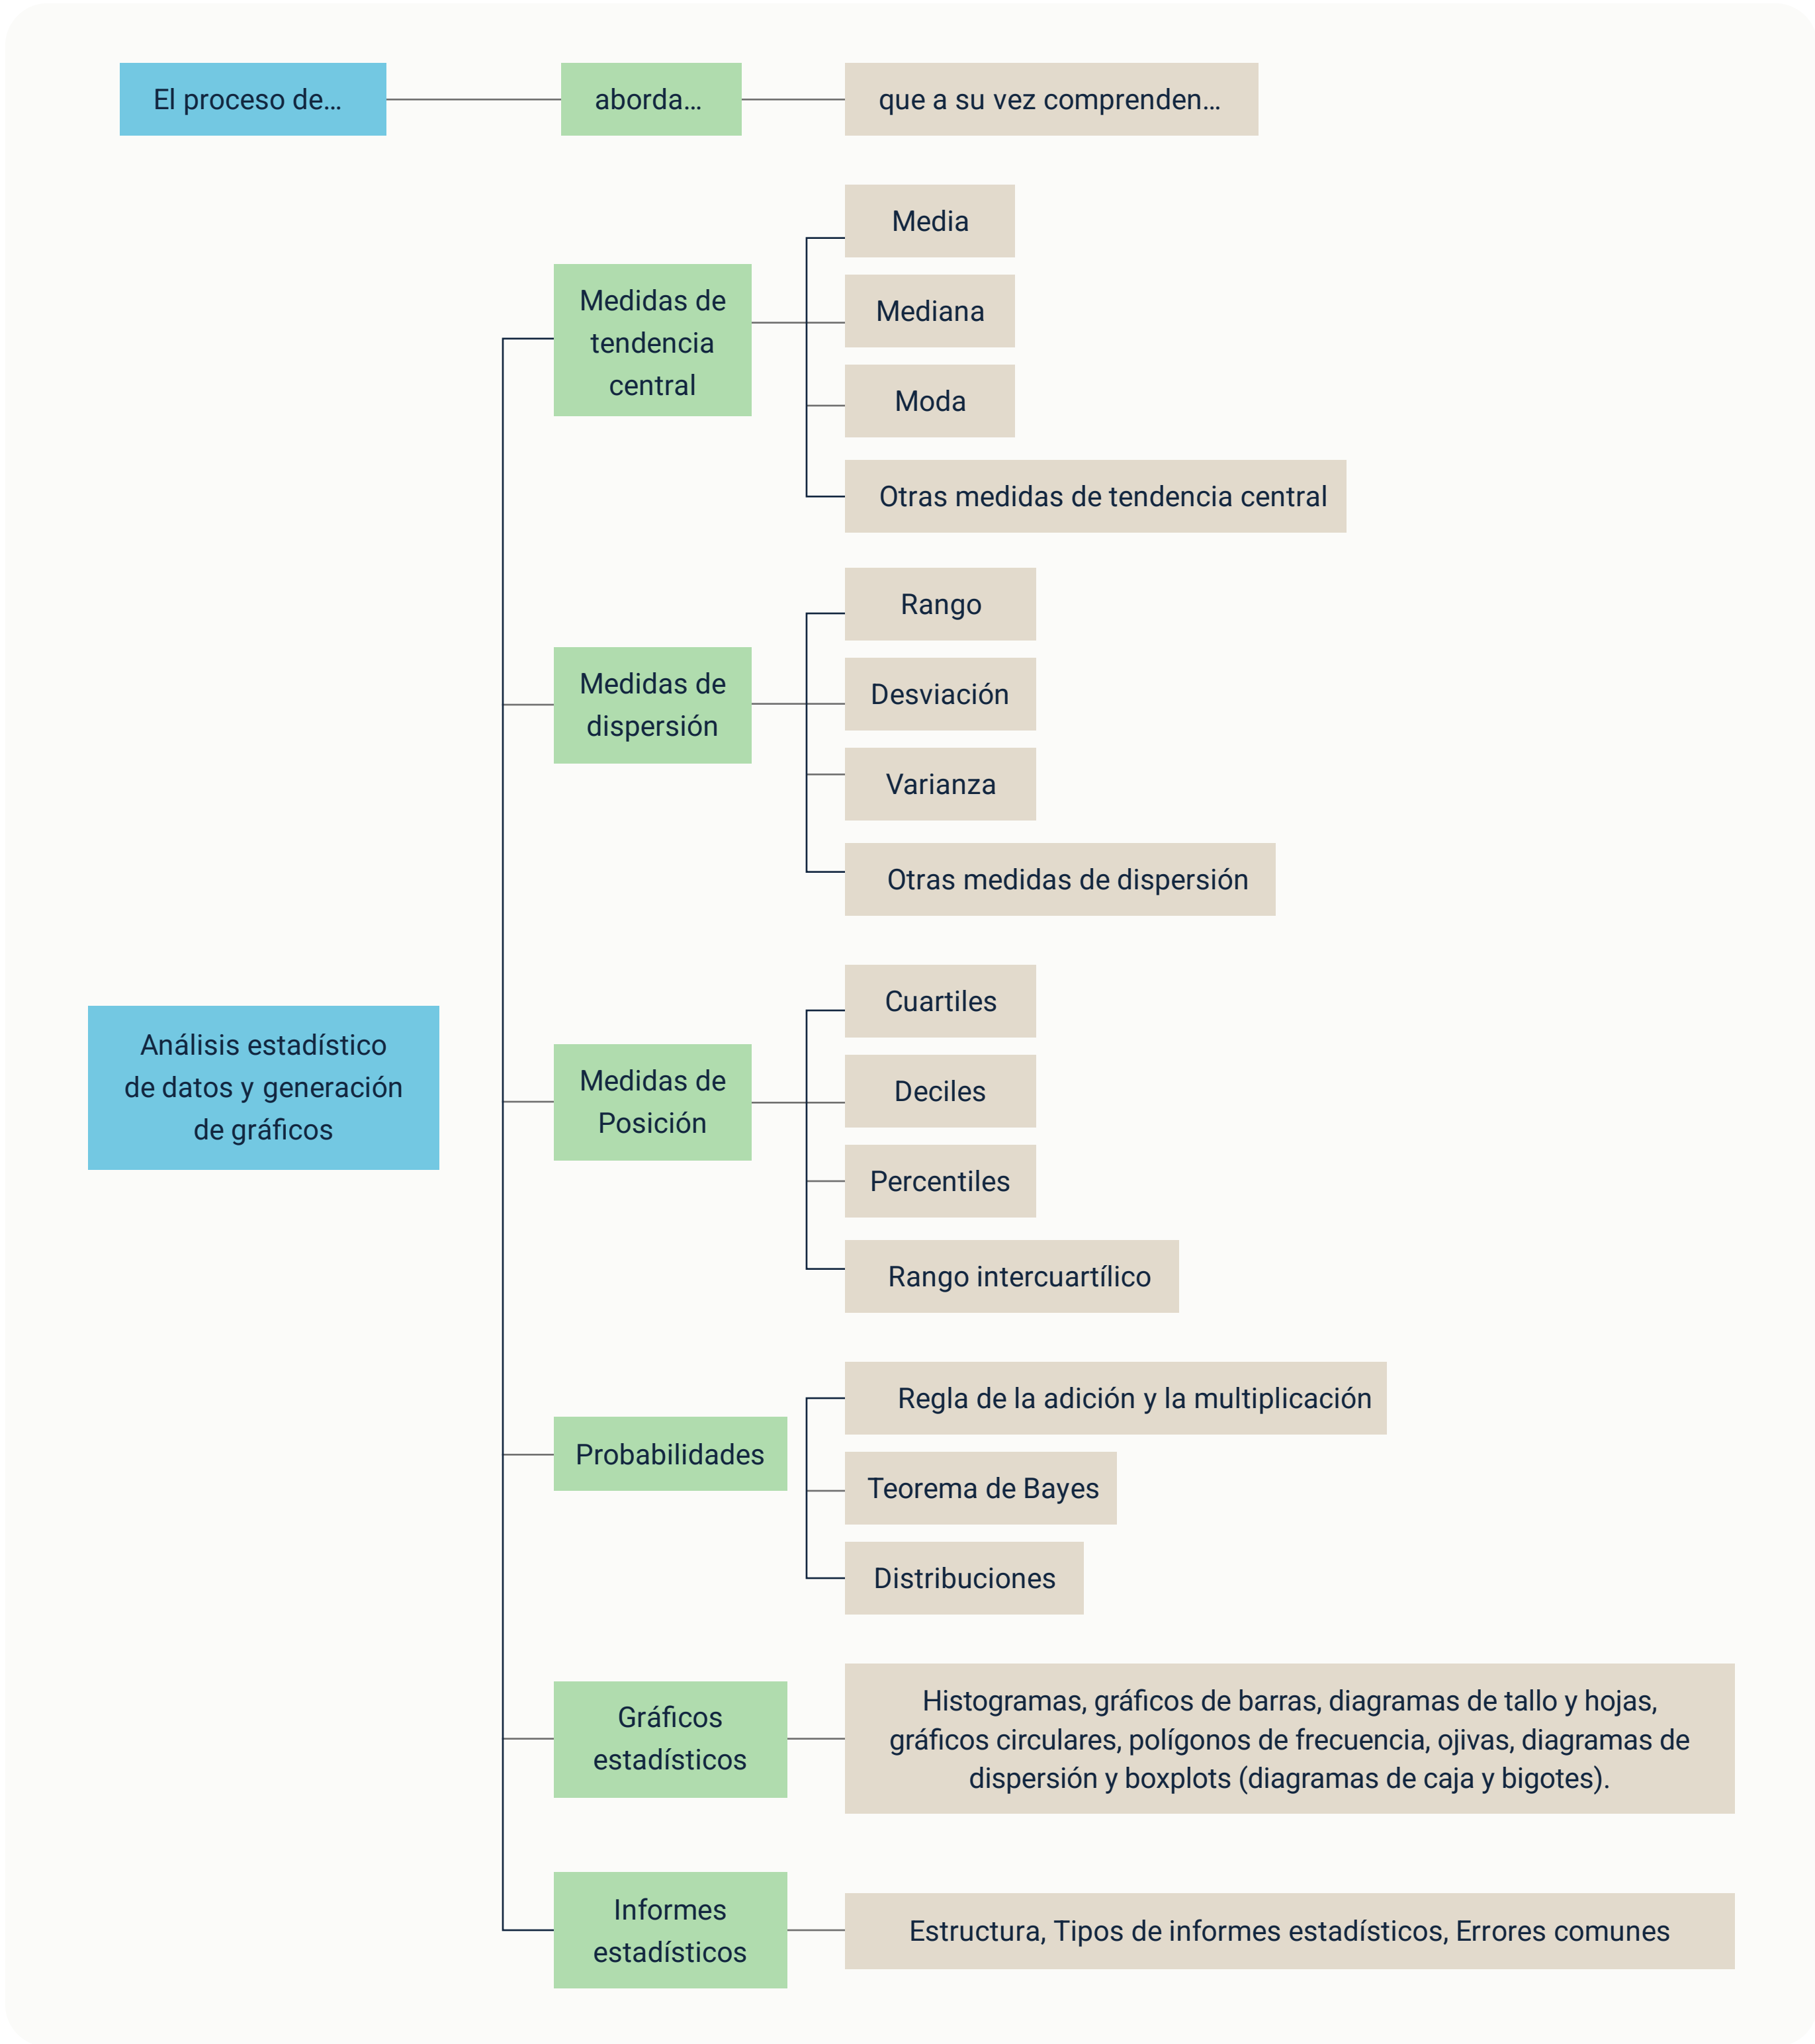 El proceso de...
aborda...
que a su vez comprenden...
Análisis estadístico
de datos y generación
de gráficos
Medidas de
tendencia
central
Media
Mediana
Moda
Otras medidas de tendencia central
Medidas de
dispersión
Rango
Desviación
Varianza
Otras medidas de dispersión
Medidas de
Posición
Cuartiles
Deciles
Percentiles
Rango intercuartílico
Probabilidades
Regla de la adición y la multiplicación
Teorema de Bayes
Distribuciones
Gráficos
estadísticos
Histogramas, gráficos de barras, diagramas de tallo y hojas,
gráficos circulares, polígonos de frecuencia, ojivas, diagramas de
dispersión y boxplots (diagramas de caja y bigotes).
Informes
estadísticos
Estructura, Tipos de informes estadísticos, Errores comunes